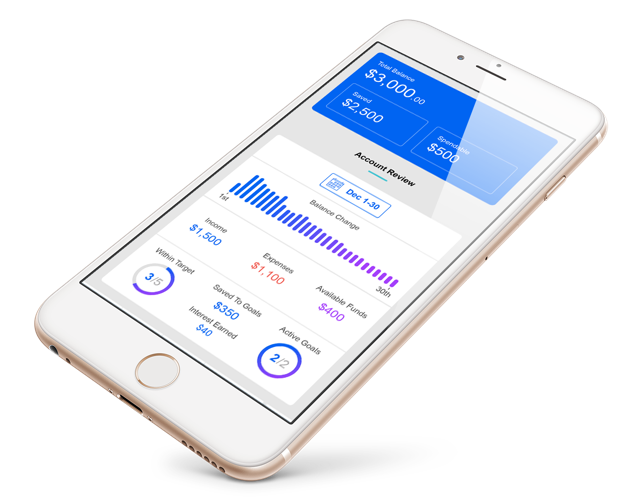 Total Balance
$3,000.00
Saved
$2,500
Spendable
$500
Account Review
Dec 1-30
Balance Change
1st
30th
Income
$1,500
Expenses
$1,100
Available Funds
$400
Within Target
3/5
Saved To Goals
$350
Interest Earned
$40
Active Goals
2/2